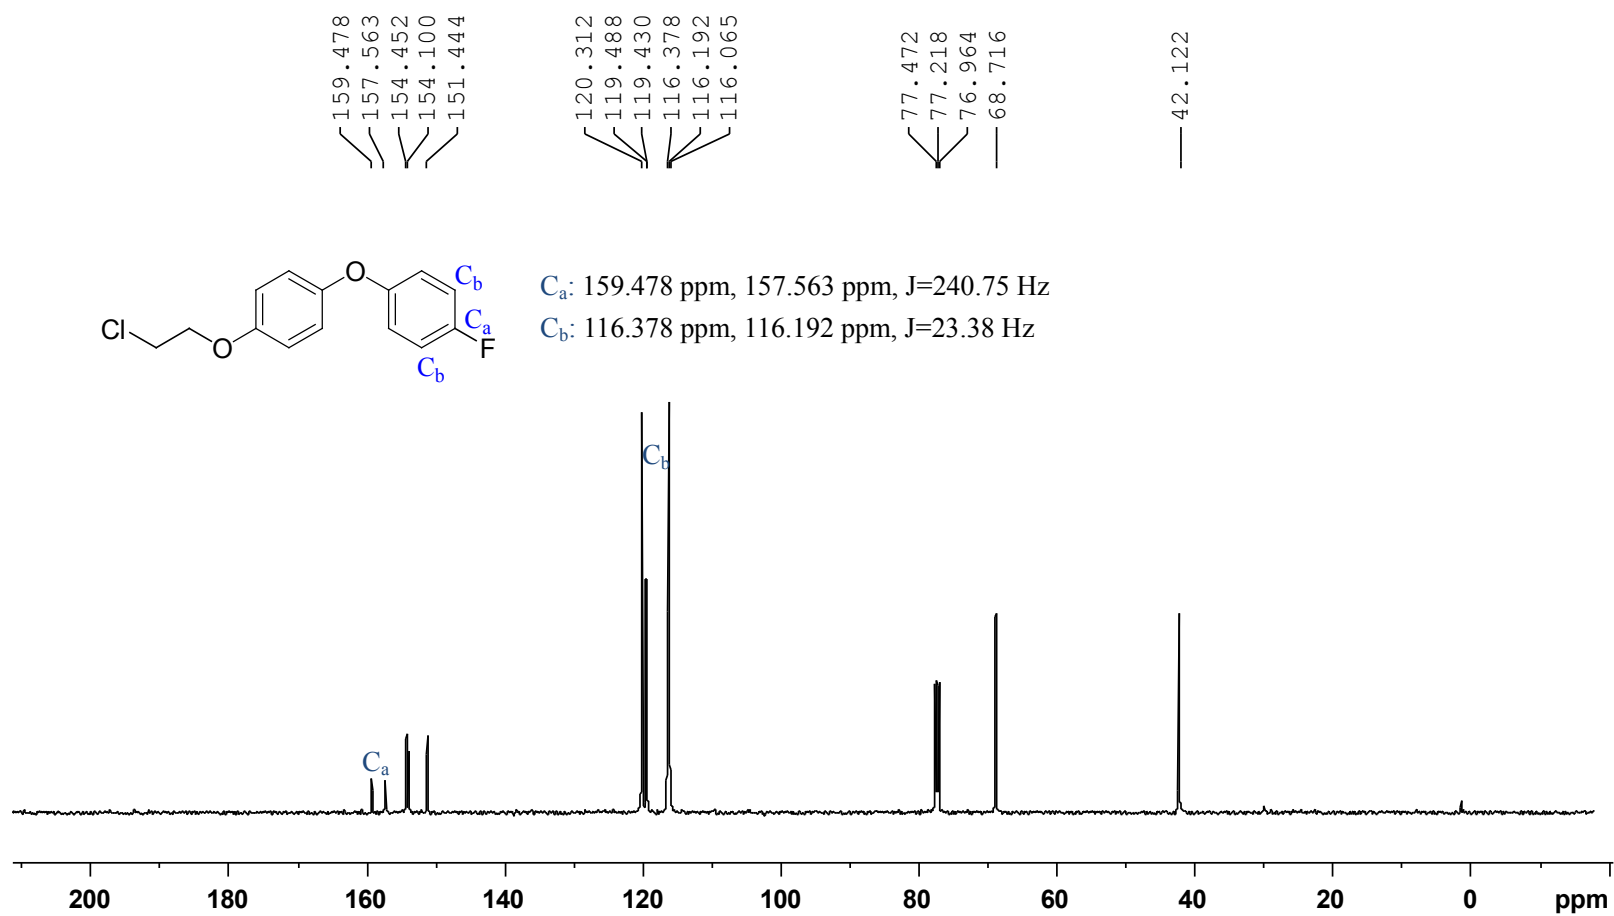 159.478
157.563
154.452
154.100
151.444
120.312
119.488
119.430
116.378
116.192
116.065
77.472
77.218
76.964
68.716
42.122
O
Cb
Ca: 159.478 ppm, 157.563 ppm, J=240.75 Hz
Cl
Ca
Cb: 116.378 ppm, 116.192 ppm, J=23.38 Hz
O
F
Cb
Cb
Ca
200 180 160 140 120 100 80 60 40 20 0 ppm